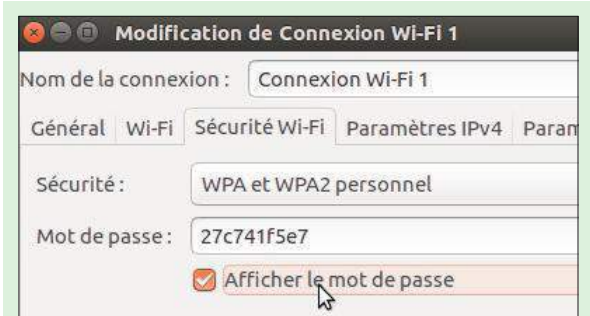 Modification de Connexion Wi-Fi 1
Nom de la connexion : Connexion Wi-Fi 1
Général Wi-Fi Sécurité Wi-Fi Paramètres IPv4 Param
Sécurité : WPA et WPA2 personnel
Mot de passe : 27c741f5e7
Afficher le mot de passe